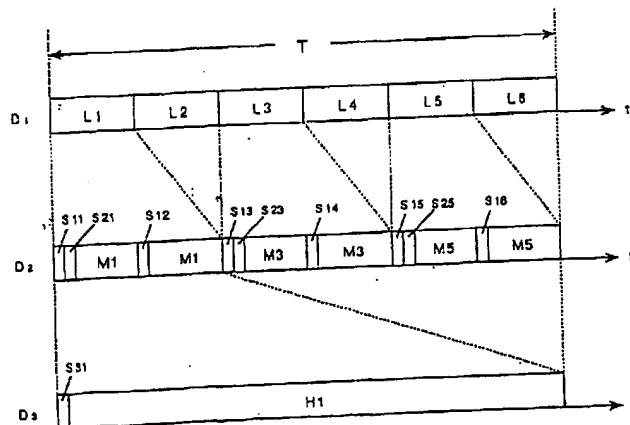 T
D1 L1 L2 L3 L4 L5 L6 t
S11 S21 S12 S13 S23 S14 S15 S25 S16
D2 M1 M1 M3 M3 M5 M5
S31
D3 H1